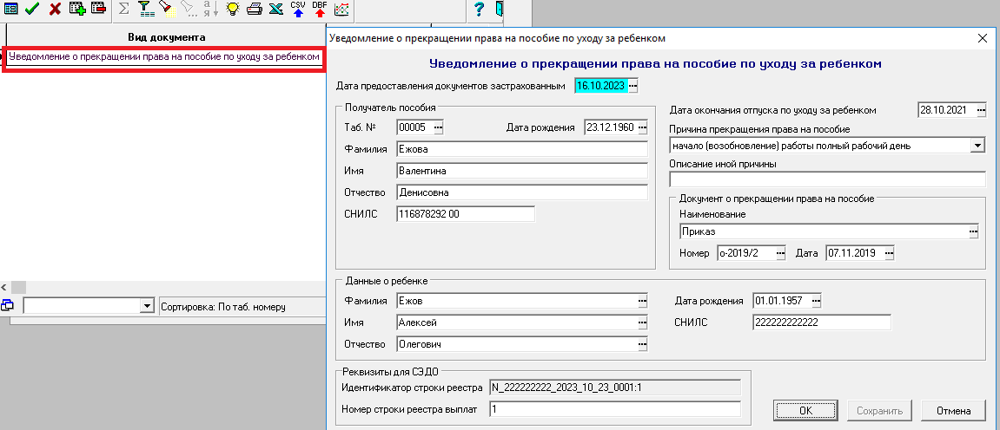 CSV DBF
Вид документа
Уведомление о прекращении права на пособие по уходу за ребенком
Сортировка: По таб. номеру
Уведомление о прекращении права на пособие по уходу за ребенком
Уведомление о прекращении права на пособие по уходу за ребенком
Дата предоставления документов застрахованным 16.10.2023
Получатель пособия
Таб. № 00005 Дата рождения 23.12.1960
Фамилия Ежова
Имя Валентина
Отчество Денисовна
СНИЛС 116878292 00
Дата окончания отпуска по уходу за ребенком 28.10.2021
Причина прекращения права на пособие
начало (возобновление) работы полный рабочий день
Описание иной причины
Документ о прекращении права на пособие
Наименование
Приказ
Номер о-2019/2 Дата 07.11.2019
Данные о ребенке
Фамилия Ежов
Имя Алексей
Отчество Олегович
Дата рождения 01.01.1957
СНИЛС 222222222222
Реквизиты для СЭДО
Идентификатор строки реестра N_222222222_2023_10_23_0001:1
Номер строки реестра выплат 1
OK Сохранить Отмена